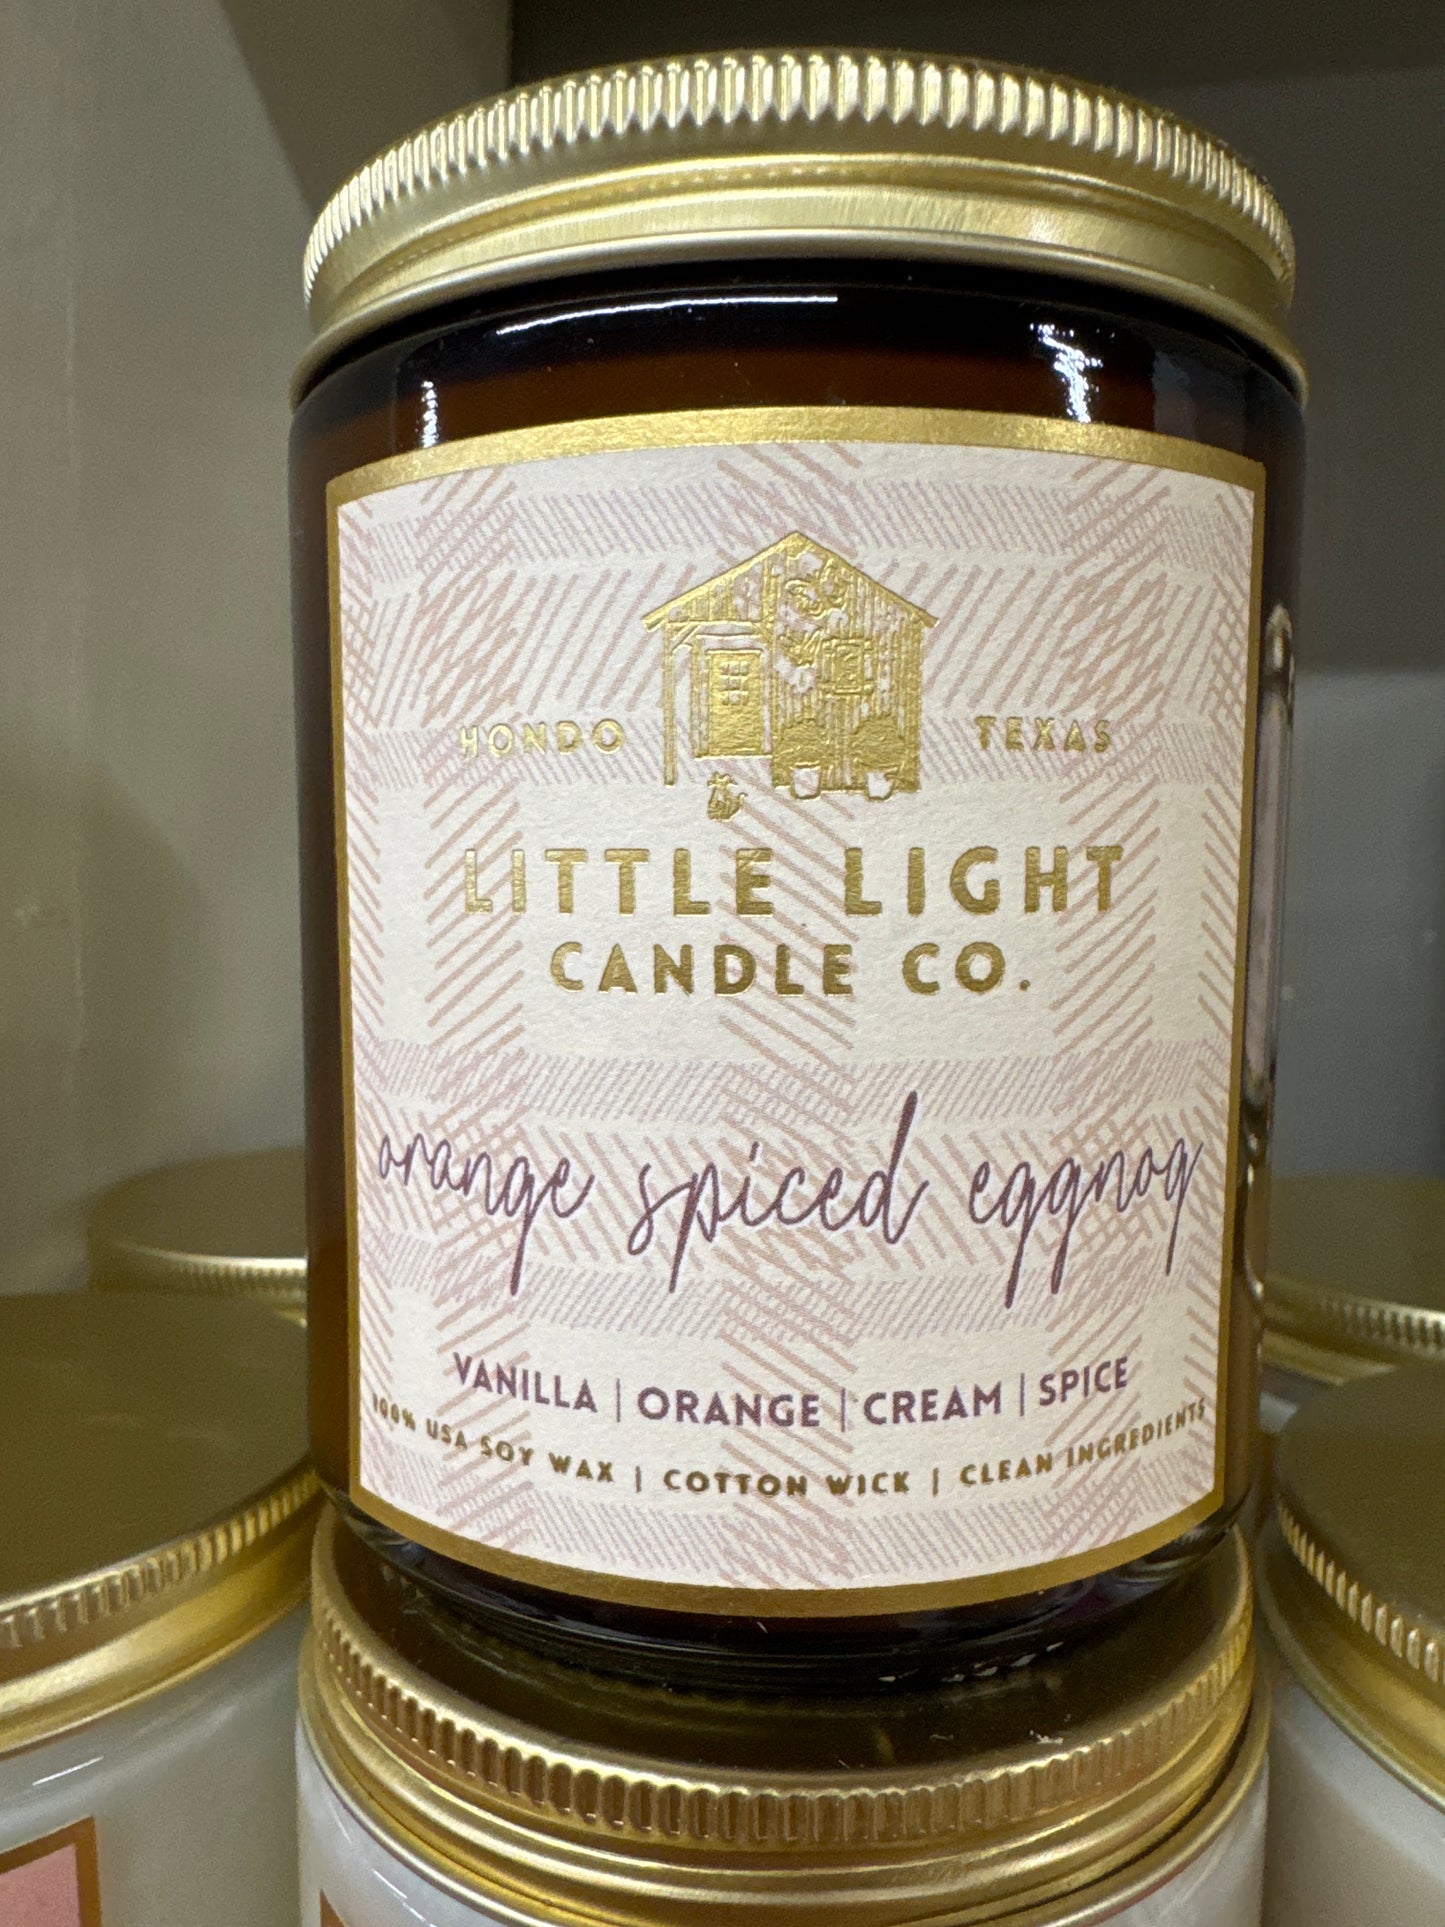 HONDO TEXAS
LITTLE LIGHT
CANDLE CO.
orange spiced eggnog
VANILLA | ORANGE | CREAM | SPICE
100% USA SOY WAX | COTTON WICK | CLEAN INGREDIENTS